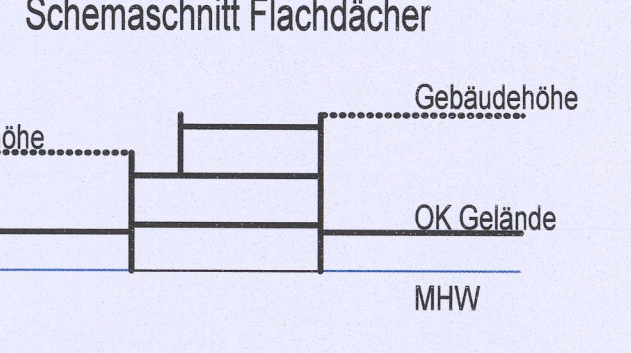 Schemaschnitt Flachdächer
Gebäudehöhe
öhe
OK Gelände
MHW